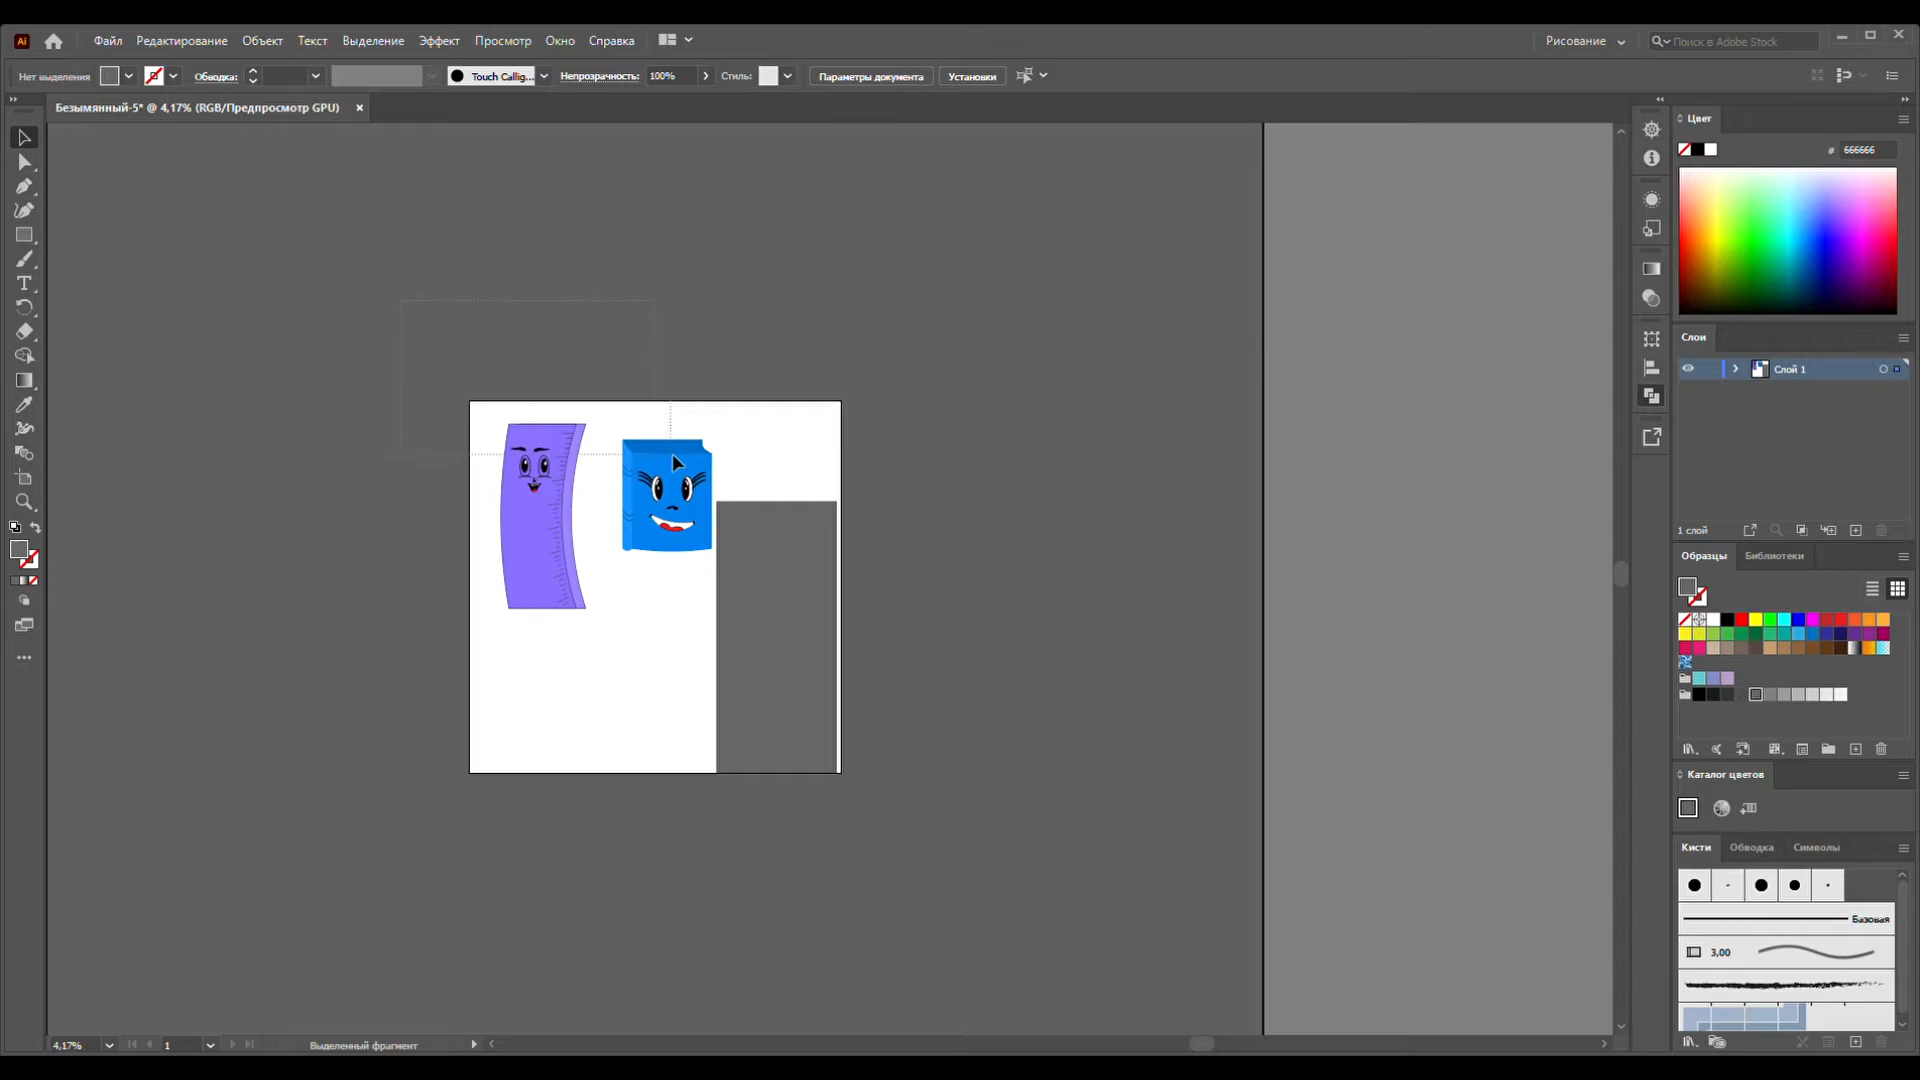 Ai Файл Редактирование Объект Текст Выделение Эффект Просмотр Окно Справка Рисование Поиск в Adobe Stock
Нет выделения Обводка: Touch Callig... Непрозрачность: 100% Стиль: Параметры документа Установки
Безымянный-5* @ 4,17% (RGB/Предпросмотр GPU)
Цвет
# 666666
Слои
Слой 1
1 слой
Образцы Библиотеки
Каталог цветов
Кисти Обводка Символы
Базовая
3,00
4,17% 1 Выделенный фрагмент